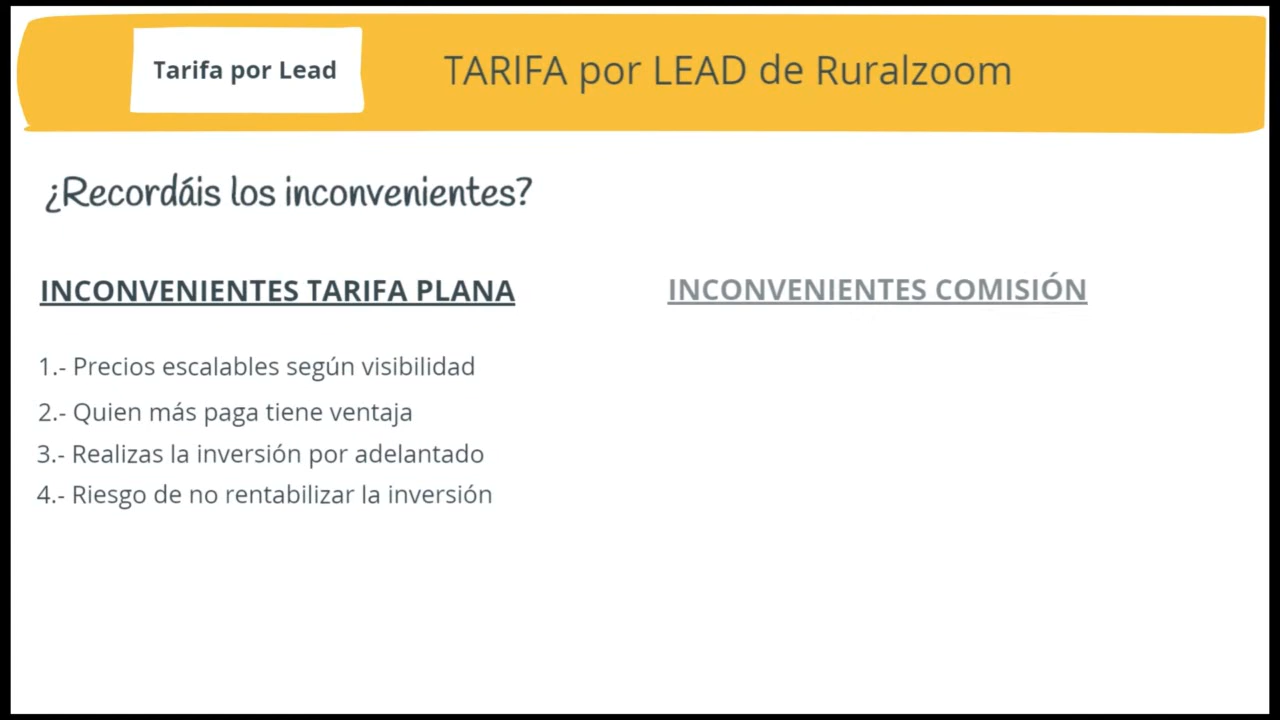 Tarifa por Lead
TARIFA por LEAD de Ruralzoom
¿Recordáis los inconvenientes?
INCONVENIENTES TARIFA PLANA
1.- Precios escalables según visibilidad
2.- Quien más paga tiene ventaja
3.- Realizas la inversión por adelantado
4.- Riesgo de no rentabilizar la inversión
INCONVENIENTES COMISIÓN